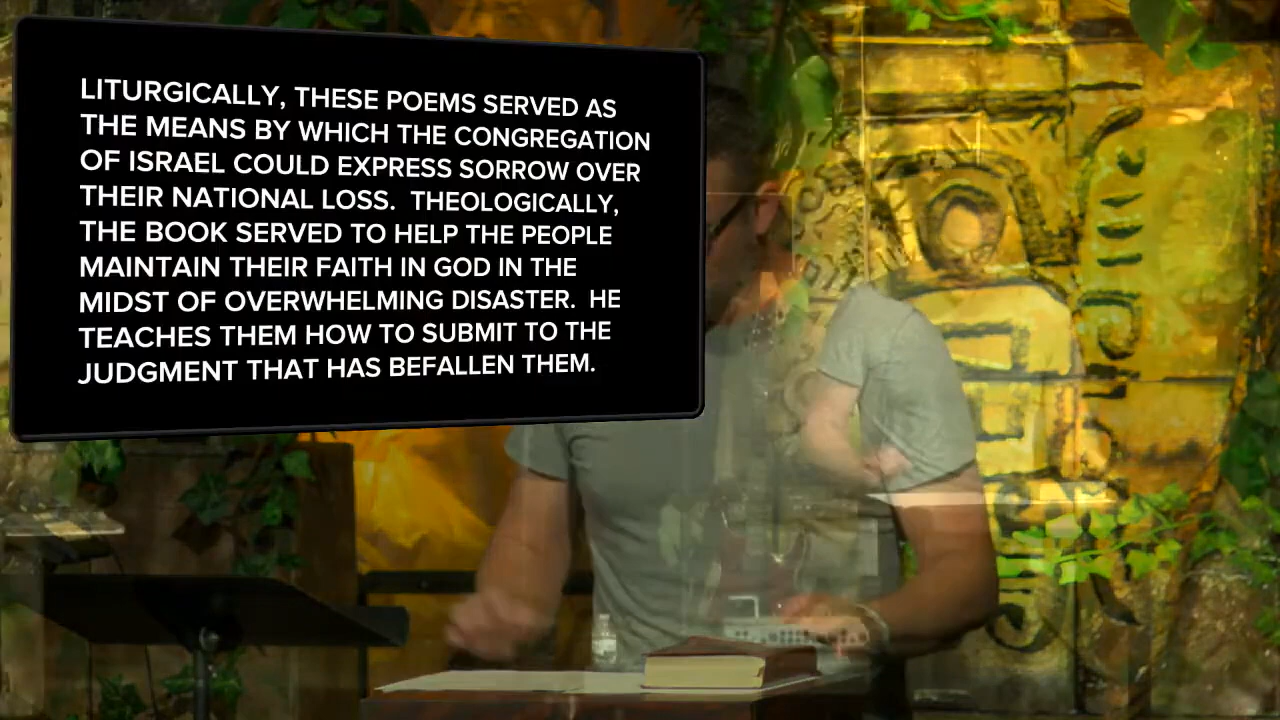 LITURGICALLY, THESE POEMS SERVED AS
THE MEANS BY WHICH THE CONGREGATION
OF ISRAEL COULD EXPRESS SORROW OVER
THEIR NATIONAL LOSS.  THEOLOGICALLY,
THE BOOK SERVED TO HELP THE PEOPLE
MAINTAIN THEIR FAITH IN GOD IN THE
MIDST OF OVERWHELMING DISASTER.  HE
TEACHES THEM HOW TO SUBMIT TO THE
JUDGMENT THAT HAS BEFALLEN THEM.